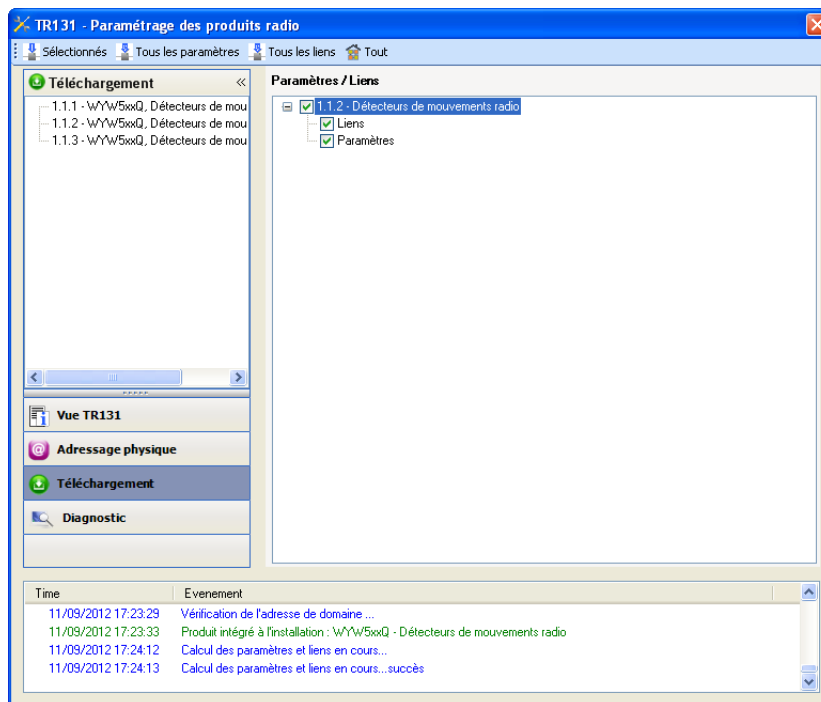 TR131 - Paramétrage des produits radio
Sélectionnés Tous les paramètres Tous les liens Tout
Téléchargement «
1.1.1 - WYW5xxQ, Détecteurs de mou
1.1.2 - WYW5xxQ, Détecteurs de mou
1.1.3 - WYW5xxQ, Détecteurs de mou
Paramètres / Liens
1.1.2 - Détecteurs de mouvements radio
Liens
Paramètres
Vue TR131
Adressage physique
Téléchargement
Diagnostic
Time Evenement
11/09/2012 17:23:29 Vérification de l'adresse de domaine ...
11/09/2012 17:23:33 Produit intégré à l'installation : WYW5xxQ - Détecteurs de mouvements radio
11/09/2012 17:24:12 Calcul des paramètres et liens en cours...
11/09/2012 17:24:13 Calcul des paramètres et liens en cours...succès